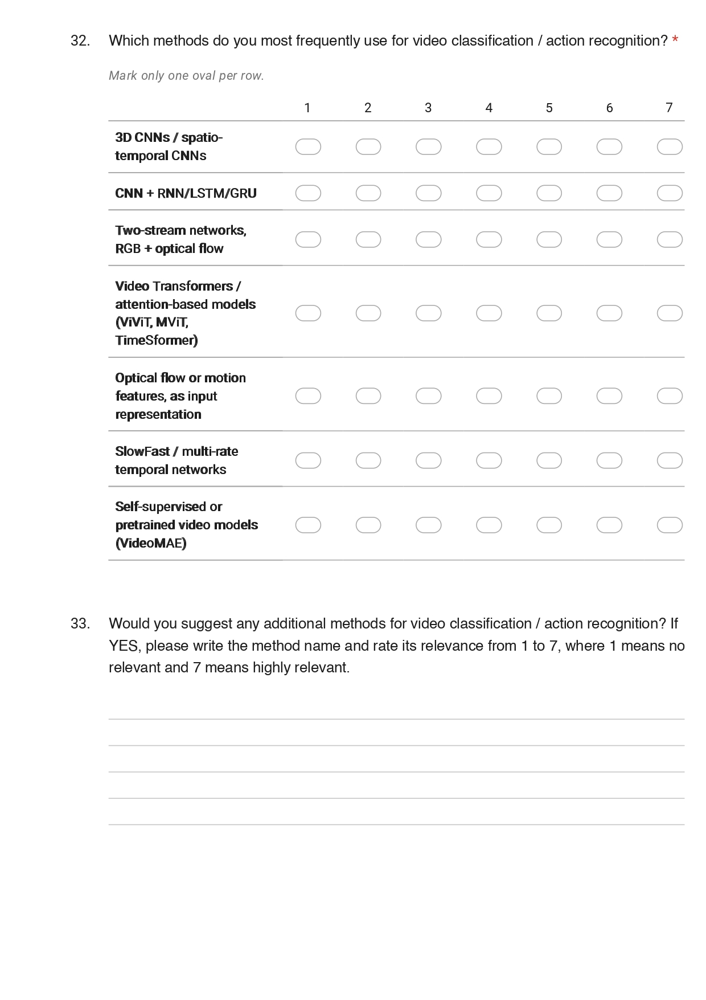 32. Which methods do you most frequently use for video classification / action recognition? *
Mark only one oval per row.
1 2 3 4 5 6 7
3D CNNs / spatio-
temporal CNNs
CNN + RNN/LSTM/GRU
Two-stream networks,
RGB + optical flow
Video Transformers /
attention-based models
(ViViT, MViT,
TimeSformer)
Optical flow or motion
features, as input
representation
SlowFast / multi-rate
temporal networks
Self-supervised or
pretrained video models
(VideoMAE)
33. Would you suggest any additional methods for video classification / action recognition? If
YES, please write the method name and rate its relevance from 1 to 7, where 1 means no
relevant and 7 means highly relevant.